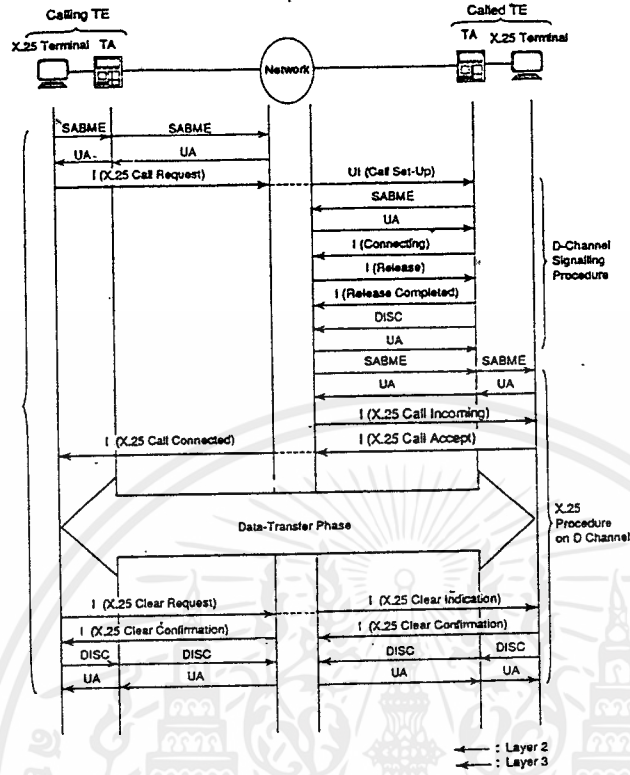 Calling TE
Called TE
X.25 Terminal TA
TA X.25 Terminal
Network
SABME SABME
UA UA
I (X.25 Call Request)
UI (Call Set-Up)
SABME
UA
I (Connecting)
I (Release)
I (Release Completed)
DISC
UA
D-Channel
Signalling
Procedure
SABME SABME
UA UA
I (X.25 Call Incoming)
I (X.25 Call Connected)
I (X.25 Call Accept)
Data-Transfer Phase
X.25
Procedure
on D Channel
I (X.25 Clear Request)
I (X.25 Clear Indication)
I (X.25 Clear Confirmation)
I (X.25 Clear Confirmation)
DISC DISC
DISC DISC
UA UA
UA UA
: Layer 2
: Layer 3